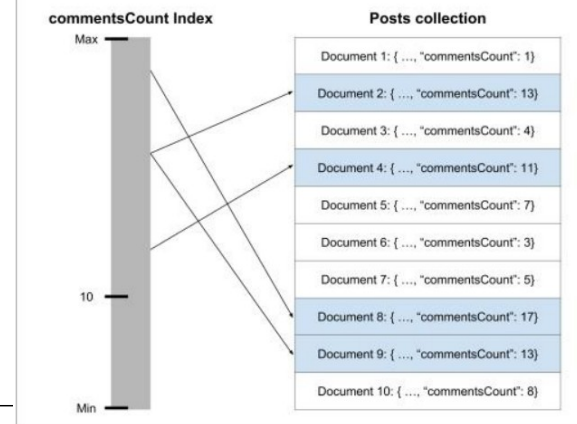 commentsCount Index
Posts collection
Max
Document 1: { …, “commentsCount”: 1}
Document 2: { …, “commentsCount”: 13}
Document 3: { …, “commentsCount”: 4}
Document 4: { …, “commentsCount”: 11}
Document 5: { …, “commentsCount”: 7}
Document 6: { …, “commentsCount”: 3}
Document 7: { …, “commentsCount”: 5}
10
Document 8: { …, “commentsCount”: 17}
Document 9: { …, “commentsCount”: 13}
Document 10: { …, “commentsCount”: 8}
Min